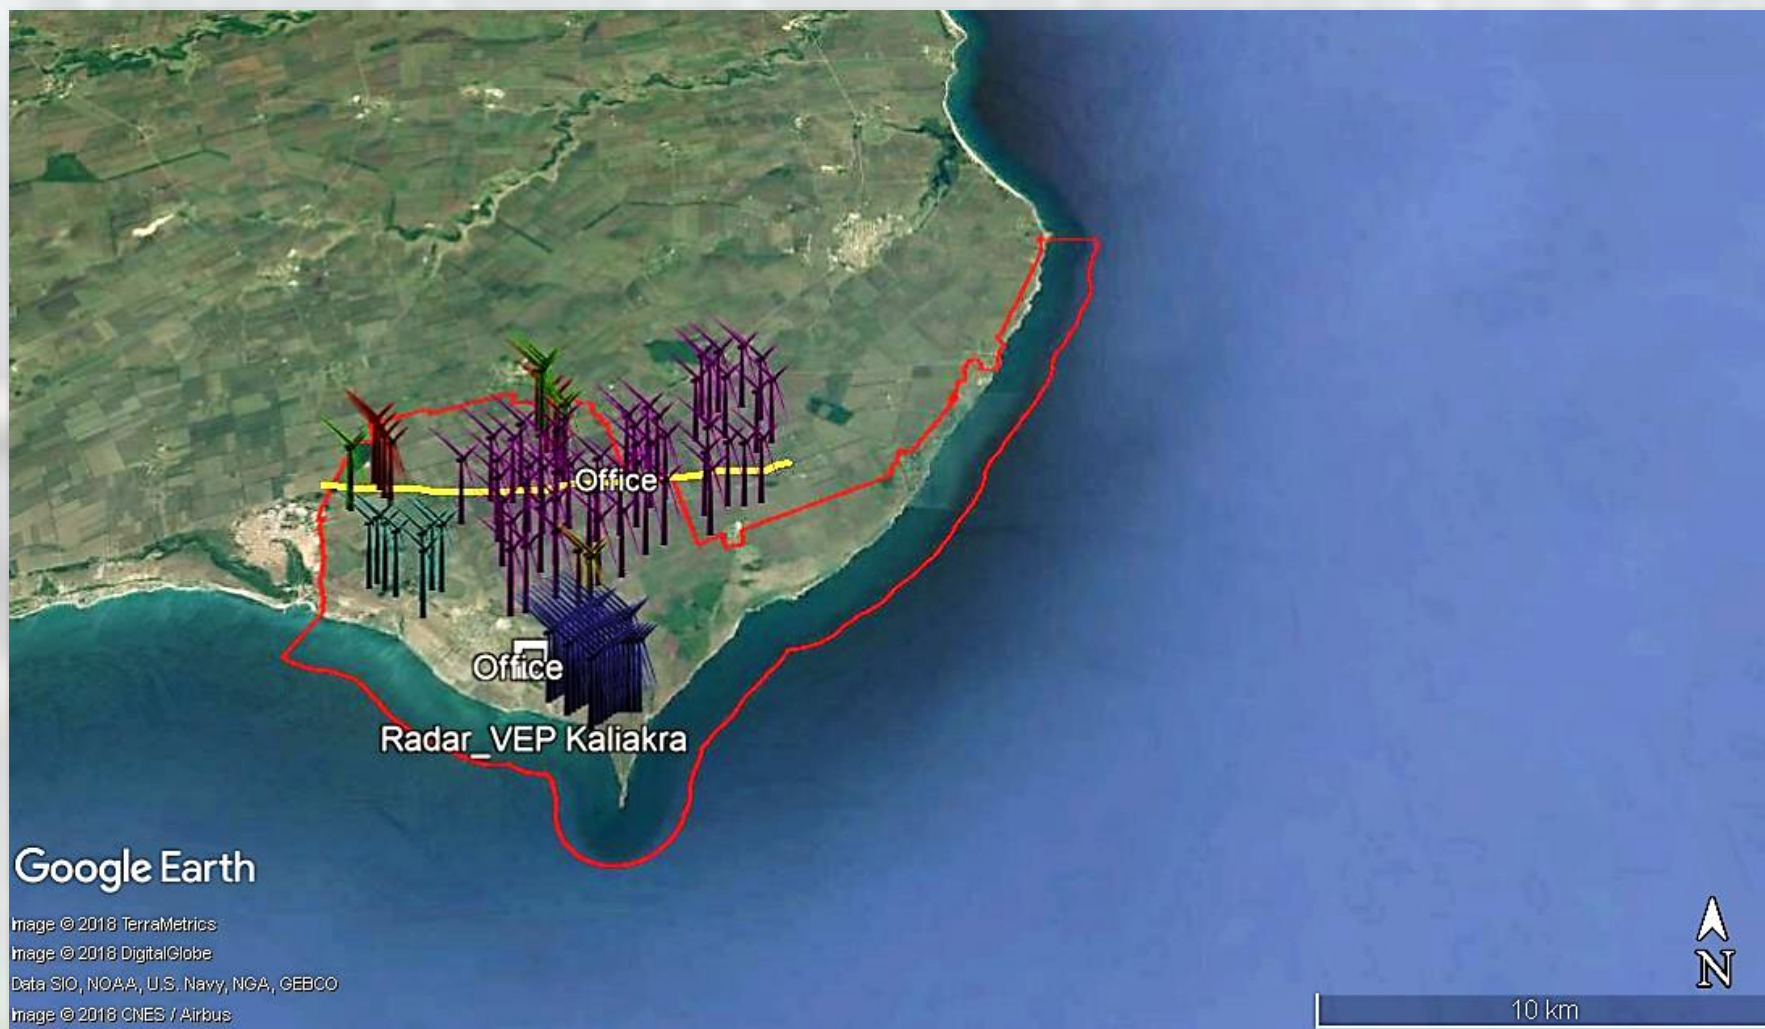 Office
Office
Radar_VEP Kaliakra
Google Earth
Image © 2018 TerraMetrics
Image © 2018 DigitalGlobe
Data SIO, NOAA, U.S. Navy, NGA, GEBCO
Image © 2018 CNES / Airbus
N
10 km